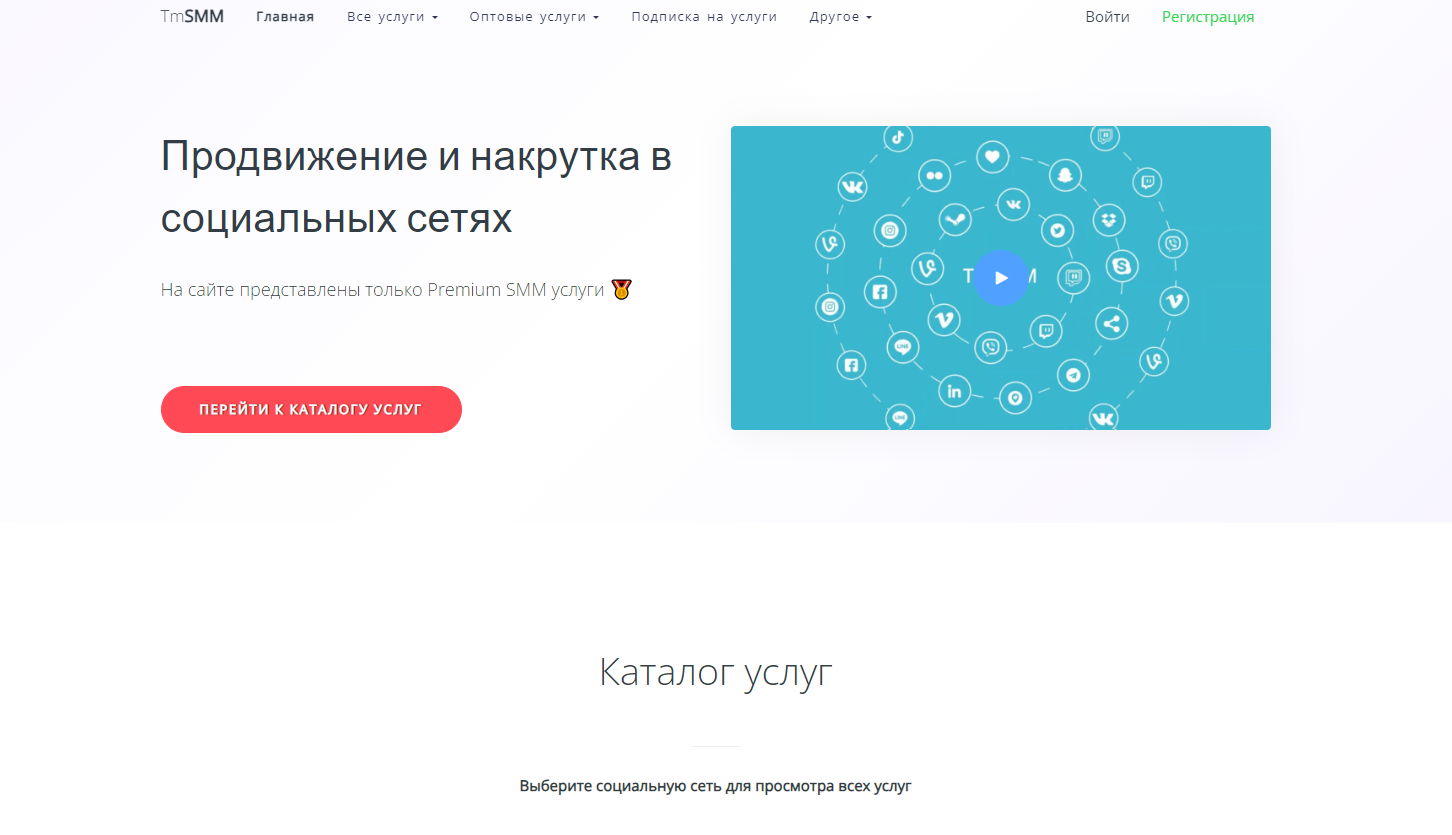 TmSMM
Главная
Все услуги
Оптовые услуги
Подписка на услуги
Другое
Войти
Регистрация
Продвижение и накрутка в
социальных сетях
На сайте представлены только Premium SMM услуги
ПЕРЕЙТИ К КАТАЛОГУ УСЛУГ
Каталог услуг
Выберите социальную сеть для просмотра всех услуг